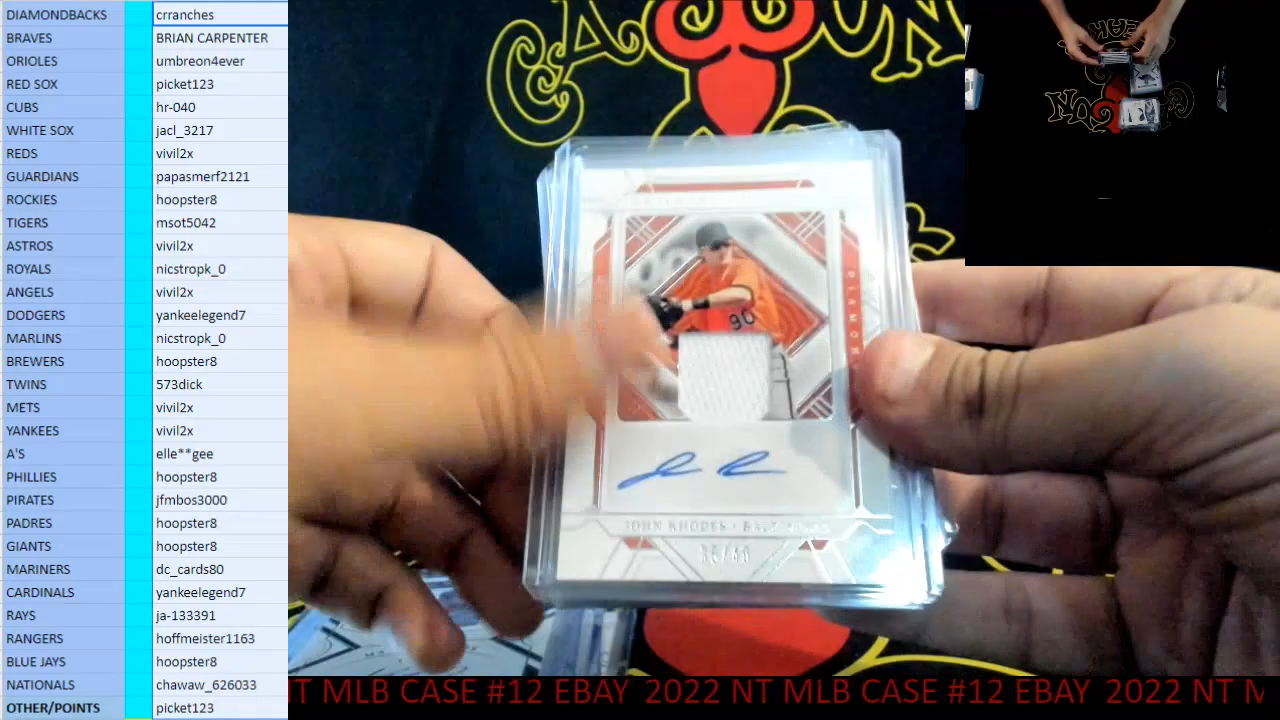 DIAMONDBACKS crranches
BRAVES BRIAN CARPENTER
ORIOLES umbreon4ever
RED SOX picket123
CUBS hr-040
WHITE SOX jacl_3217
REDS vivil2x
GUARDIANS papasmerf2121
ROCKIES hoopster8
TIGERS msot5042
ASTROS vivil2x
ROYALS nicstropk_0
ANGELS vivil2x
DODGERS yankeelegend7
MARLINS nicstropk_0
BREWERS hoopster8
TWINS 573dick
METS vivil2x
YANKEES vivil2x
A'S elle**gee
PHILLIES hoopster8
PIRATES jfmbos3000
PADRES hoopster8
GIANTS hoopster8
MARINERS dc_cards80
CARDINALS yankeelegend7
RAYS ja-133391
RANGERS hoffmeister1163
BLUE JAYS hoopster8
NATIONALS chawaw_626033
OTHER/POINTS picket123
90
JOHN RHODES
NT MLB CASE #12 EBAY 2022 NT MLB CASE #12 EBAY 2022 NT M